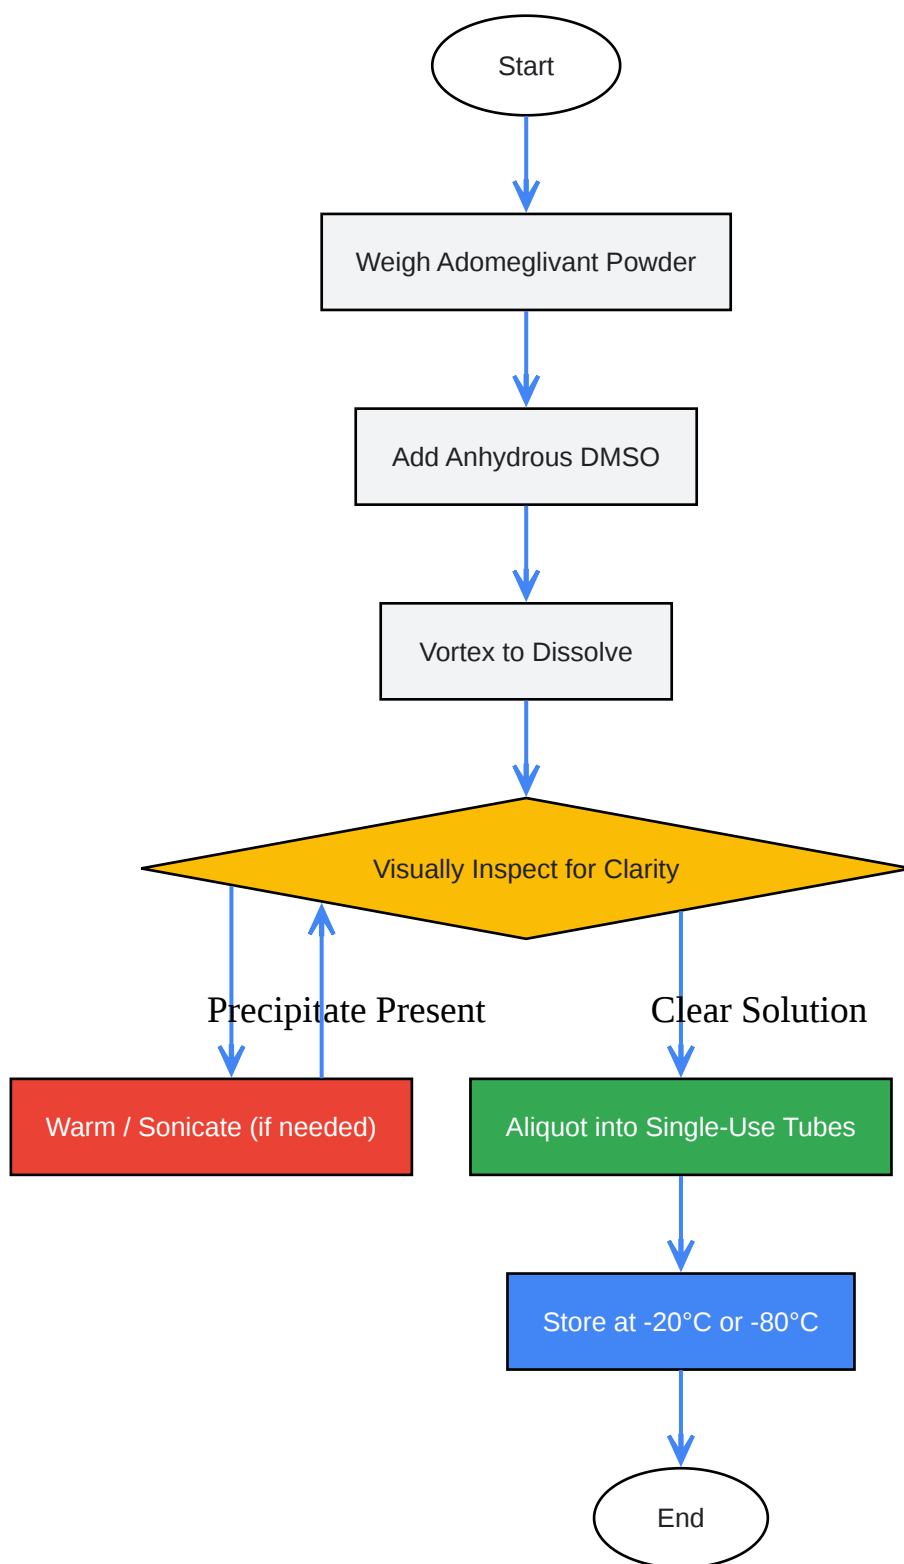 Start
Weigh Adomeglivant Powder
Add Anhydrous DMSO
Vortex to Dissolve
Visually Inspect for Clarity
Precipitate Present
Clear Solution
Warm / Sonicate (if needed)
Aliquot into Single-Use Tubes
Store at -20°C or -80°C
End